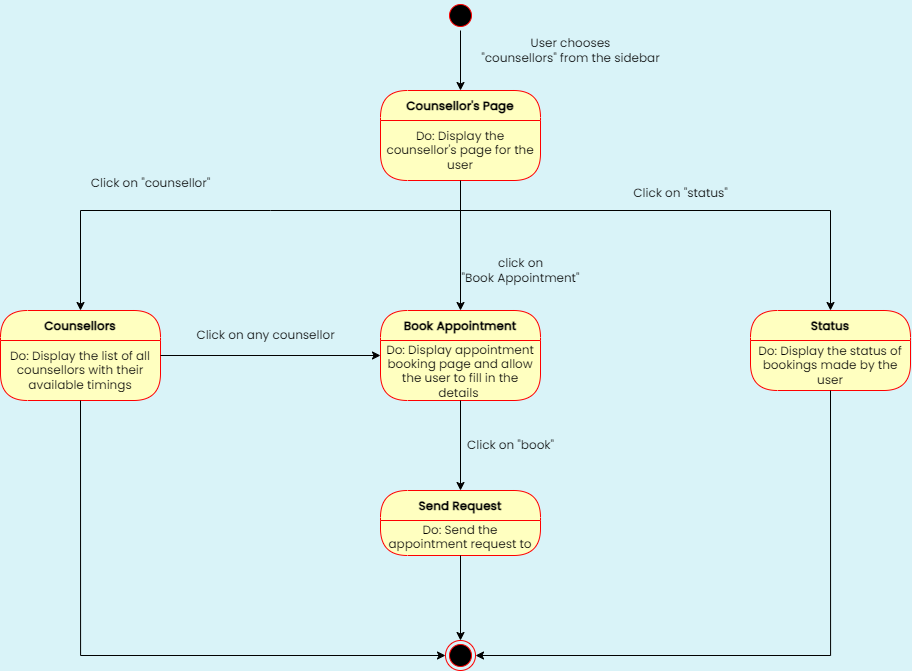 User chooses
"counsellors" from the sidebar
Counsellor's Page
Do: Display the
counsellor's page for the
user
Click on "counsellor"
Click on "status"
click on
"Book Appointment"
Counsellors
Do: Display the list of all
counsellors with their
available timings
Click on any counsellor
Book Appointment
Do: Display appointment
booking page and allow
the user to fill in the
details
Status
Do: Display the status of
bookings made by the
user
Click on "book"
Send Request
Do: Send the
appointment request to